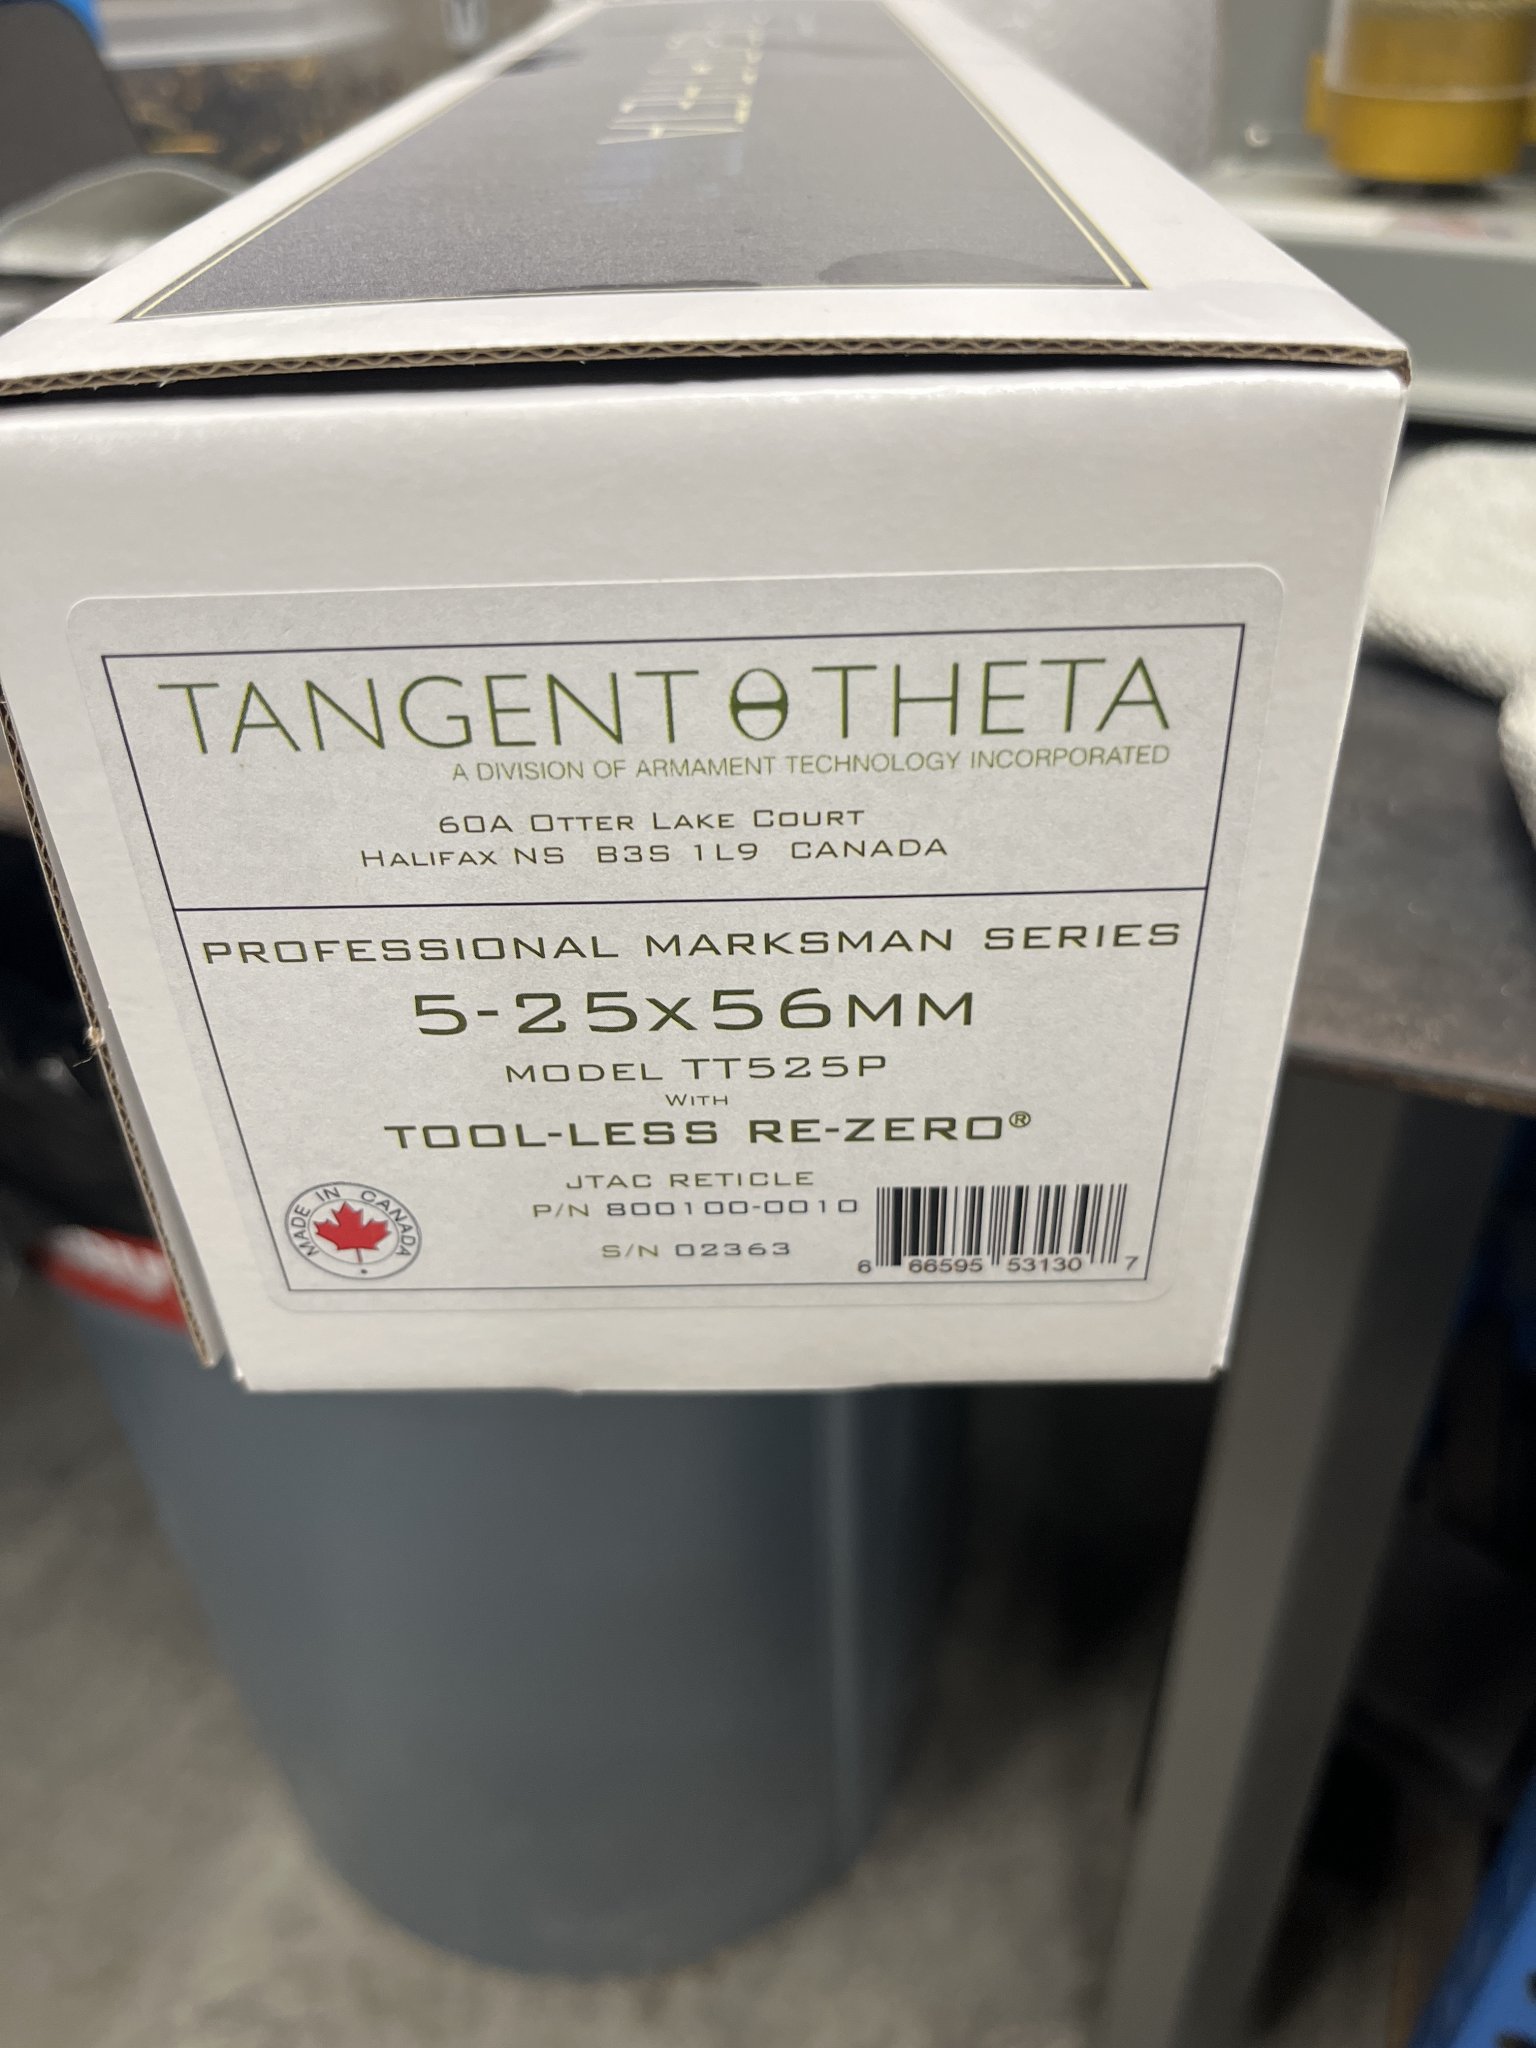 TANGENT θ THETA
A DIVISION OF ARMAMENT TECHNOLOGY INCORPORATED
60A OTTER LAKE COURT
HALIFAX NS B3S 1L9 CANADA
PROFESSIONAL MARKSMAN SERIES
5-25x56MM
MODEL TT525P
WITH
TOOL-LESS RE-ZERO®
JTAC RETICLE
P/N 800100-0010
S/N 02363
MADE IN CANADA
6 66595 53130 7